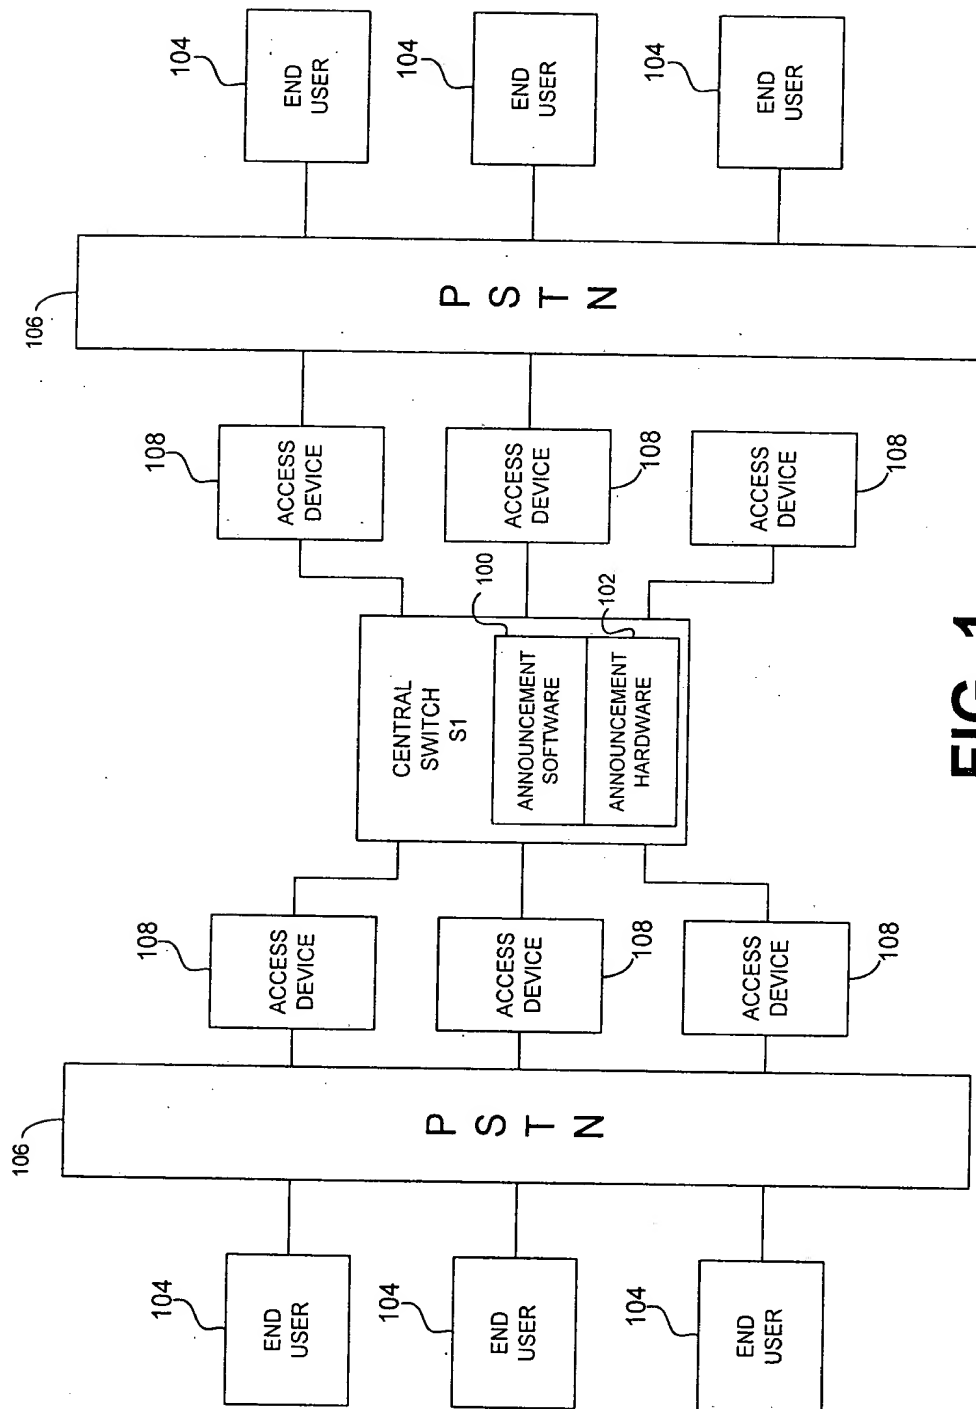 106
106
104
END
USER
108
ACCESS
DEVICE
108
ACCESS
DEVICE
104
END
USER
P
S
T
N
CENTRAL
SWITCH
S1
P
S
T
N
104
END
USER
ACCESS
DEVICE
108
100
ANNOUNCEMENT
SOFTWARE
ACCESS
DEVICE
108
104
END
USER
102
ANNOUNCEMENT
HARDWARE
104
END
USER
ACCESS
DEVICE
108
ACCESS
DEVICE
108
104
END
USER
FIG. 1